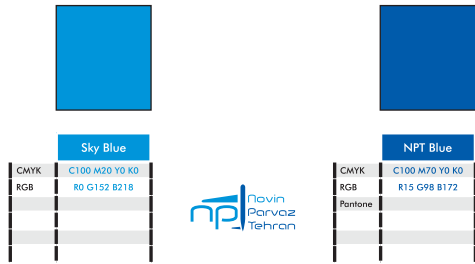 Sky Blue
CMYK C100 M20 Y0 K0
RGB R0 G152 B218
npt
Novin
Parvaz
Tehran
NPT Blue
CMYK C100 M70 Y0 K0
RGB R15 G98 B172
Pantone